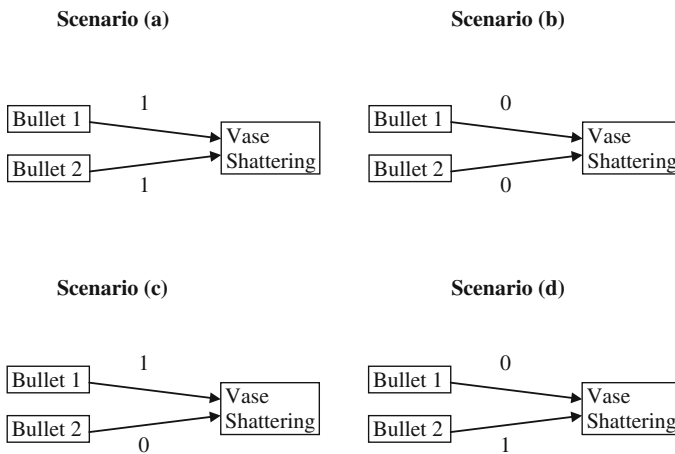 Scenario (a)
Scenario (b)
1
Bullet 1
Vase
Shattering
Bullet 2
1
0
Bullet 1
Vase
Shattering
Bullet 2
0
Scenario (c)
Scenario (d)
1
Bullet 1
Vase
Shattering
Bullet 2
0
0
Bullet 1
Vase
Shattering
Bullet 2
1